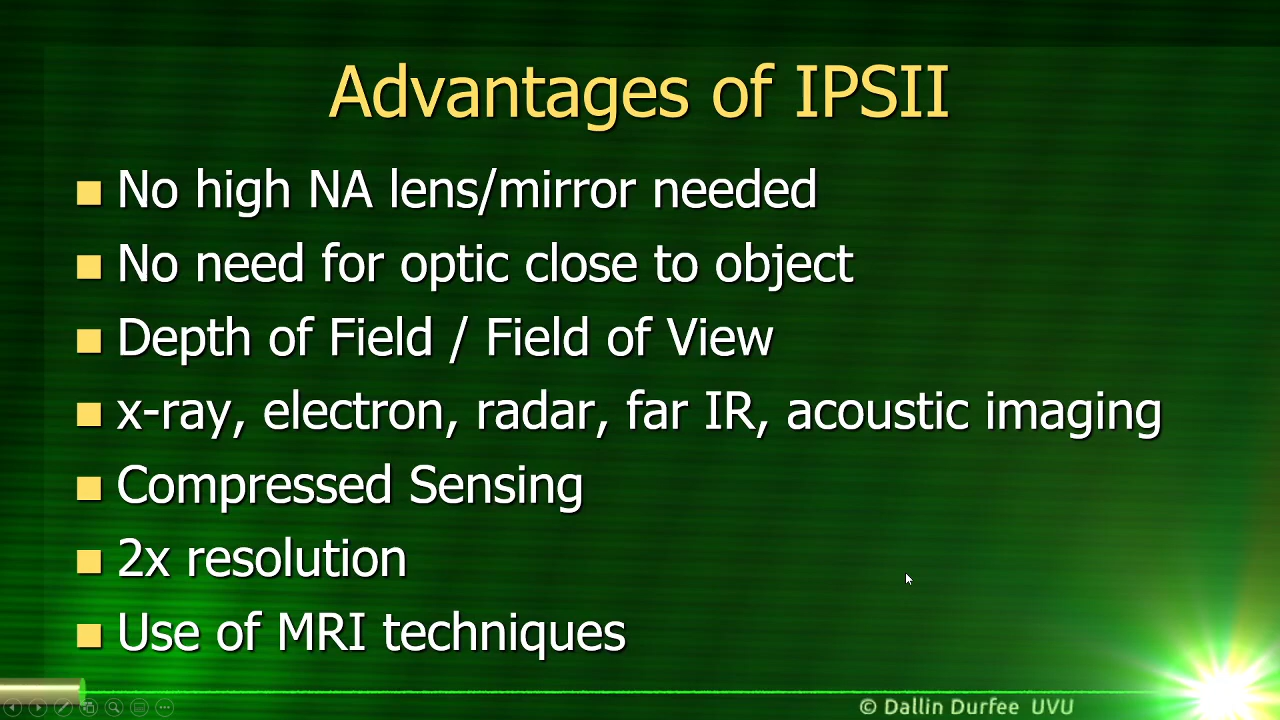 Advantages of IPSII
No high NA lens/mirror needed
No need for optic close to object
Depth of Field / Field of View
x-ray, electron, radar, far IR, acoustic imaging
Compressed Sensing
2x resolution
Use of MRI techniques
© Dallin Durfee UVU